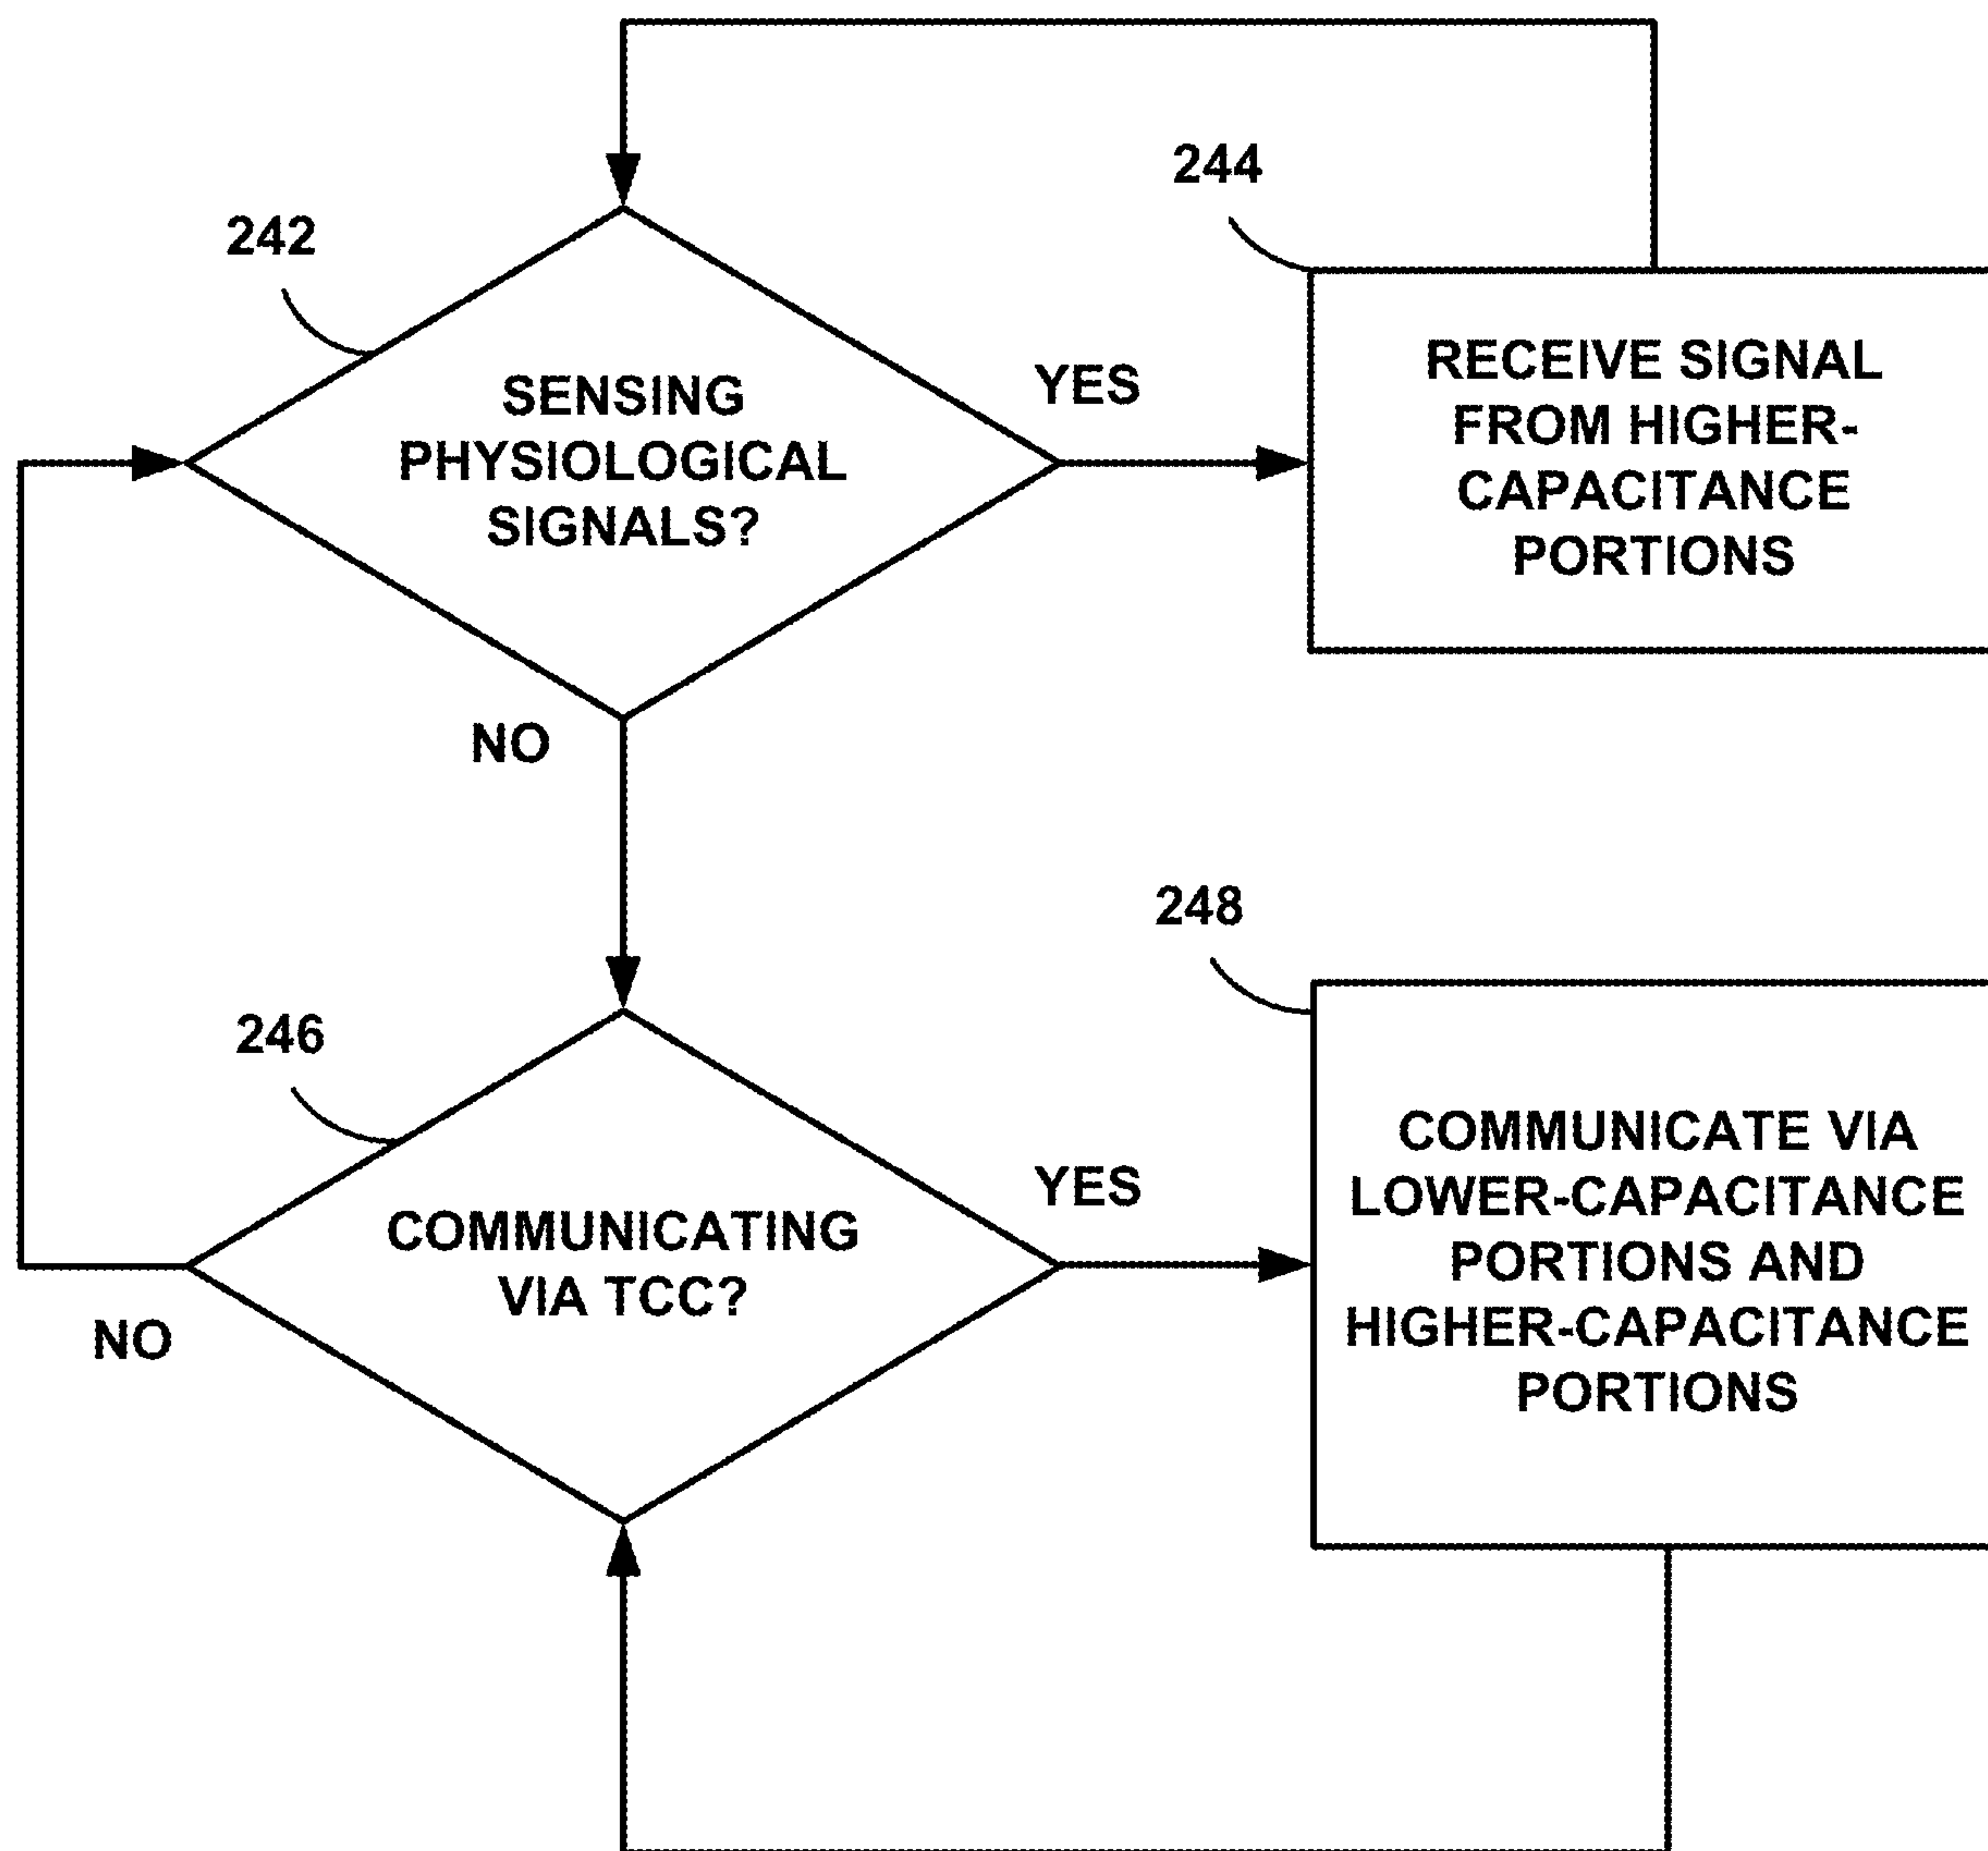 244
242
SENSING
PHYSIOLOGICAL
SIGNALS?
YES
RECEIVE SIGNAL
FROM HIGHER-
CAPACITANCE
PORTIONS
NO
248
246
COMMUNICATING
VIA TCC?
YES
COMMUNICATE VIA
LOWER-CAPACITANCE
PORTIONS AND
HIGHER-CAPACITANCE
PORTIONS
NO